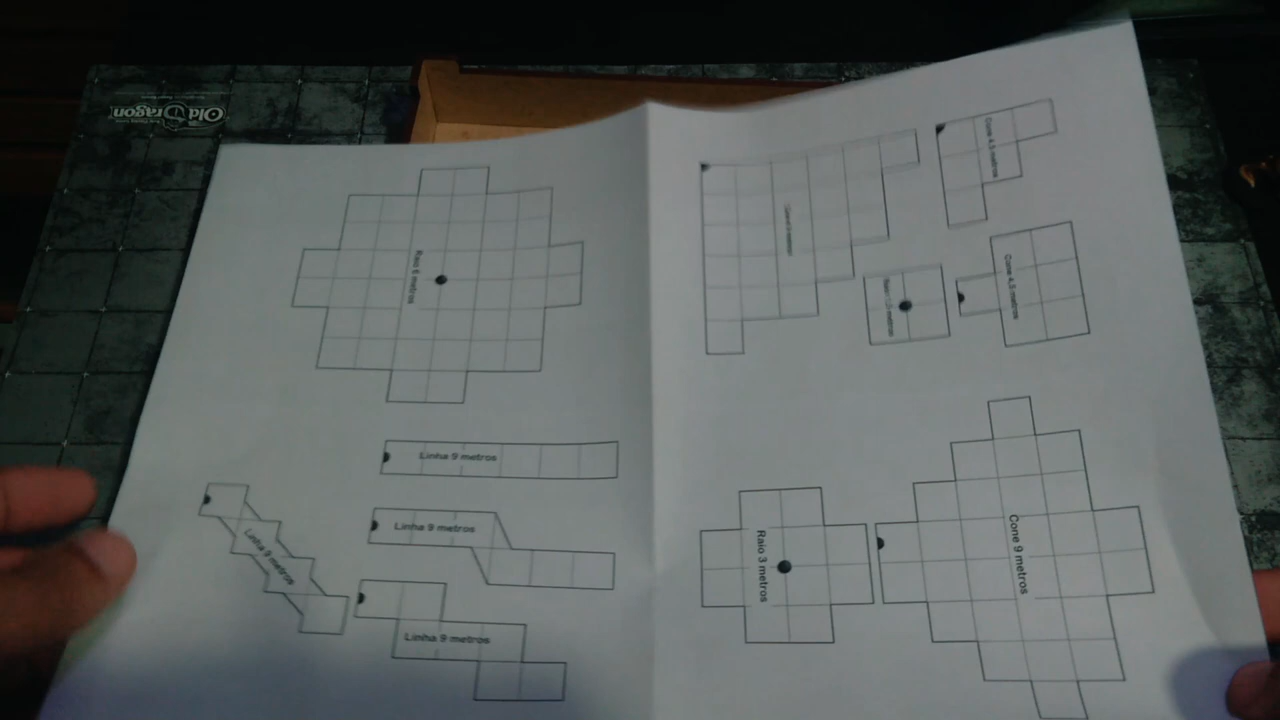 Old Dragon
Raio 6 metros
Linha 9 metros
Linha 9 metros
Linha 9 metros
Linha 9 metros
Cone 4,5 metros
Cone 4,5 metros
Raio 3 metros
Cone 9 metros